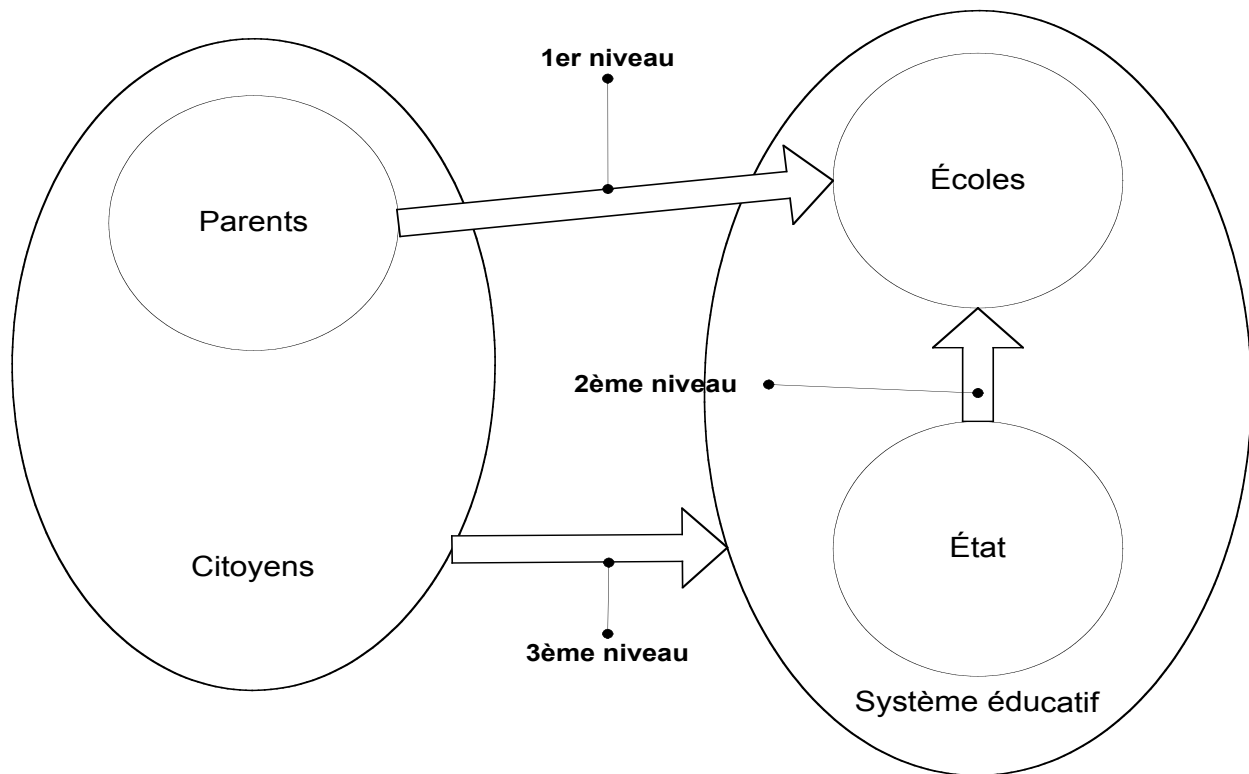 1er niveau
Écoles
Parents
2ème niveau
État
Citoyens
3ème niveau
Système éducatif